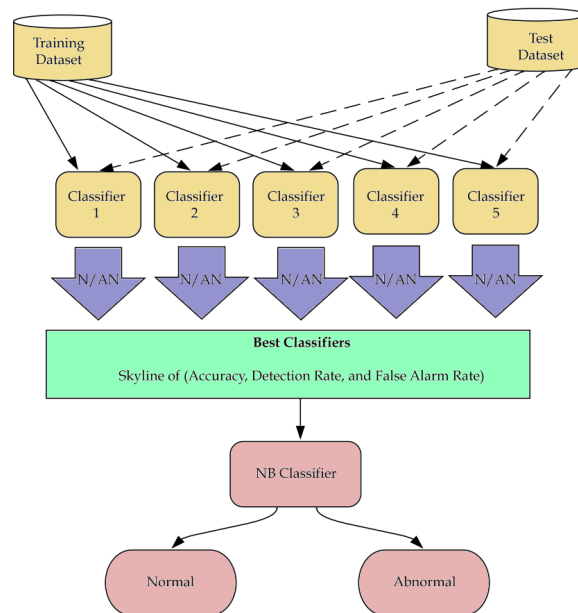 Training
Dataset
Test
Dataset
Classifier
1
Classifier
2
Classifier
3
Classifier
4
Classifier
5
N/AN
N/AN
N/AN
N/AN
N/AN
Best Classifiers
Skyline of (Accuracy, Detection Rate, and False Alarm Rate)
NB Classifier
Normal
Abnormal